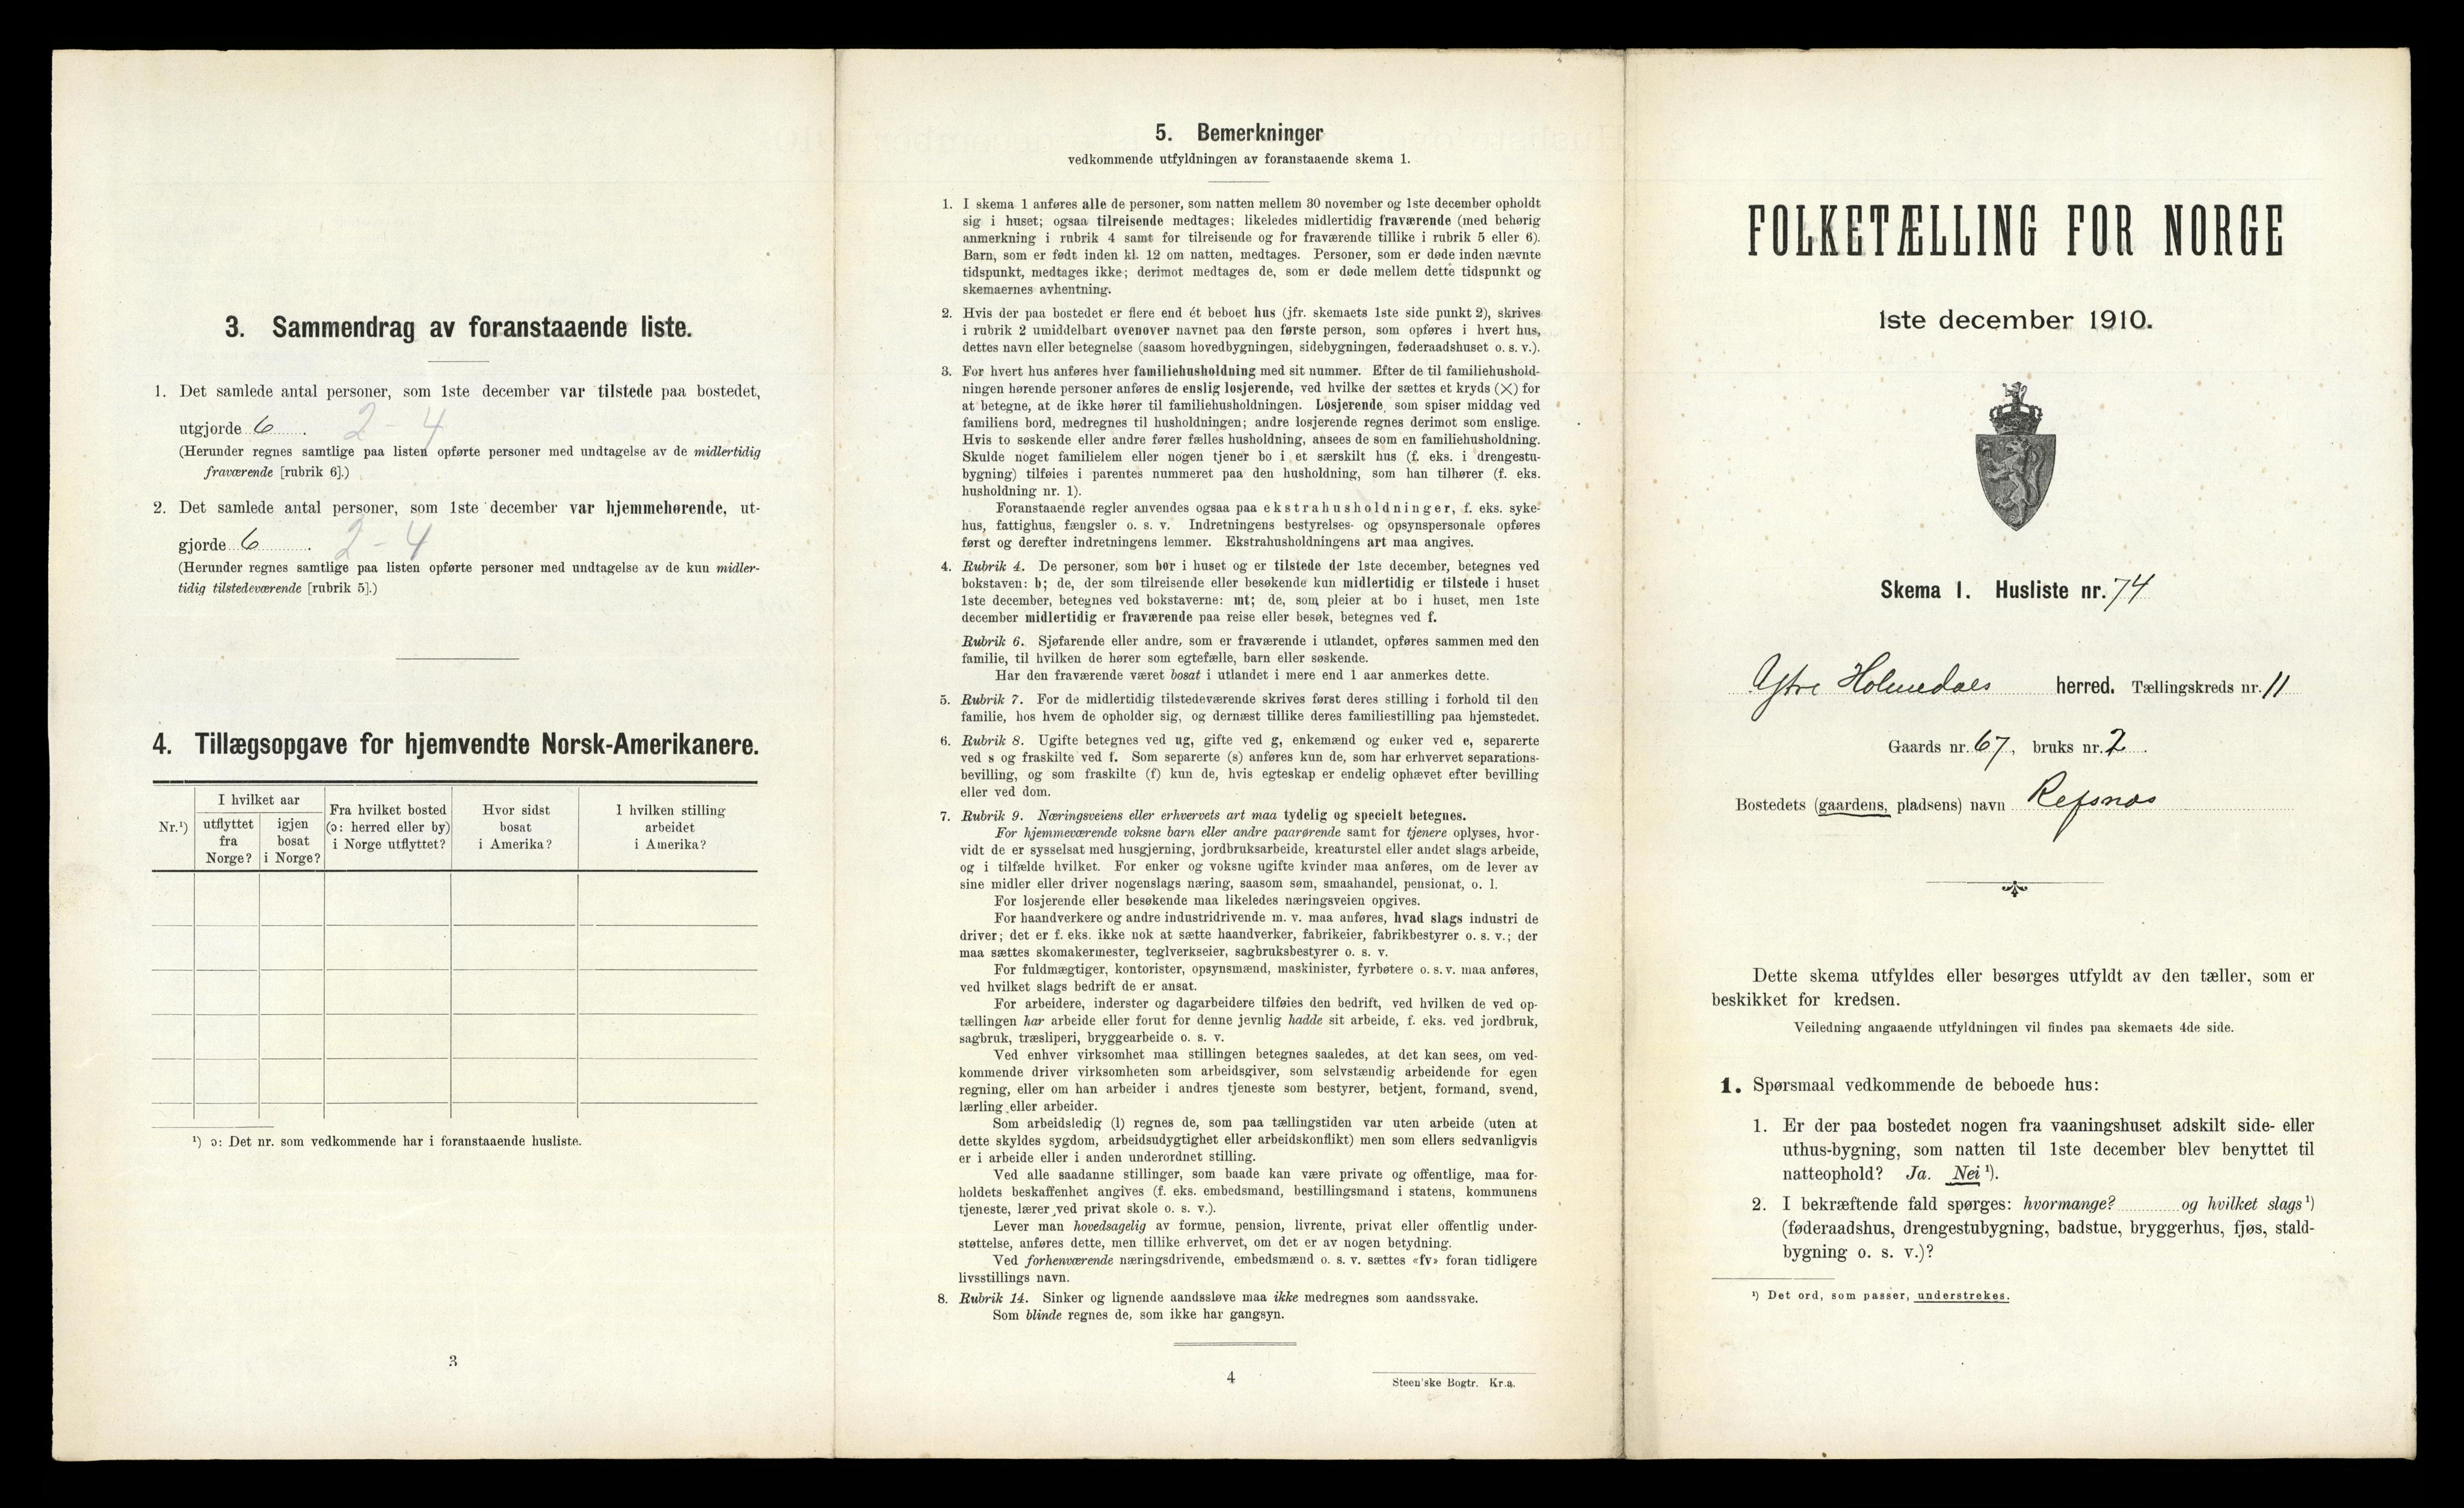 3. Sammendrag av foranstaaende liste.
1. Det samlede antal personer, som 1ste december var tilstede paa bostedet,
utgjorde 6. 2 - 4
(Herunder regnes samtlige paa listen opførte personer med undtagelse av de midlertidig
fraværende [rubrik 6].)
2. Det samlede antal personer, som 1ste december var hjemmehørende, ut-
gjorde 6. 2 - 4
(Herunder regnes samtlige paa listen opførte personer med undtagelse av de kun midler-
tidig tilstedeværende [rubrik 5].)
4. Tillægsopgave for hjemvendte Norsk-Amerikanere.
Nr.¹)
I hvilket aar
utflyttet
fra
Norge?
igjen
bosat
i Norge?
Fra hvilket bosted
(ɔ: herred eller by)
i Norge utflyttet?
Hvor sidst
bosat
i Amerika?
I hvilken stilling
arbeidet
i Amerika?
¹) ɔ: Det nr. som vedkommende har i foranstaaende husliste.
3
5. Bemerkninger
vedkommende utfyldningen av foranstaaende skema 1.
1. I skema 1 anføres alle de personer, som natten mellem 30 november og 1ste december opholdt
sig i huset; ogsaa tilreisende medtages; likeledes midlertidig fraværende (med behørig
anmerkning i rubrik 4 samt for tilreisende og for fraværende tillike i rubrik 5 eller 6).
Barn, som er født inden kl. 12 om natten, medtages. Personer, som er døde inden nævnte
tidspunkt, medtages ikke; derimot medtages de, som er døde mellem dette tidspunkt og
skemaernes avhentning.
2. Hvis der paa bostedet er flere end ét beboet hus (jfr. skemaets 1ste side punkt 2), skrives
i rubrik 2 umiddelbart ovenover navnet paa den første person, som opføres i hvert hus,
dettes navn eller betegnelse (saasom hovedbygningen, sidebygningen, føderaadshuset o. s. v.).
3. For hvert hus anføres hver familiehusholdning med sit nummer. Efter de til familiehushold-
ningen hørende personer anføres de enslig losjerende, ved hvilke der sættes et kryds (×) for
at betegne, at de ikke hører til familiehusholdningen. Losjerende, som spiser middag ved
familiens bord, medregnes til husholdningen; andre losjerende regnes derimot som enslige.
Hvis to søskende eller andre fører fælles husholdning, ansees de som en familiehusholdning.
Skulde noget familielem eller nogen tjener bo i et særskilt hus (f. eks. i drengestu-
bygning) tilføies i parentes nummeret paa den husholdning, som han tilhører (f. eks.
husholdning nr. 1).
Foranstaaende regler anvendes ogsaa paa ekstrahusholdninger, f. eks. syke-
hus, fattighus, fængsler o. s. v. Indretningens bestyrelses- og opsynspersonale opføres
først og derefter indretningens lemmer. Ekstrahusholdningens art maa angives.
4. Rubrik 4. De personer, som bor i huset og er tilstede der 1ste december, betegnes ved
bokstaven: b; de, der som tilreisende eller besøkende kun midlertidig er tilstede i huset
1ste december, betegnes ved bokstaverne: mt; de, som pleier at bo i huset, men 1ste
december midlertidig er fraværende paa reise eller besøk, betegnes ved f.
Rubrik 6. Sjøfarende eller andre, som er fraværende i utlandet, opføres sammen med den
familie, til hvilken de hører som egtefælle, barn eller søskende.
Har den fraværende været bosat i utlandet i mere end 1 aar anmerkes dette.
5. Rubrik 7. For de midlertidig tilstedeværende skrives først deres stilling i forhold til den
familie, hos hvem de opholder sig, og dernæst tillike deres familiestilling paa hjemstedet.
6. Rubrik 8. Ugifte betegnes ved ug, gifte ved g, enkemænd og enker ved e, separerte
ved s og fraskilte ved f. Som separerte (s) anføres kun de, som har erhvervet separations-
bevilling, og som fraskilte (f) kun de, hvis egteskap er endelig ophævet efter bevilling
eller ved dom.
7. Rubrik 9. Næringsveiens eller erhvervets art maa tydelig og specielt betegnes.
For hjemmeværende voksne barn eller andre paarørende samt for tjenere oplyses, hvor-
vidt de er sysselsat med husgjerning, jordbruksarbeide, kreaturstel eller andet slags arbeide,
og i tilfælde hvilket. For enker og voksne ugifte kvinder maa anføres, om de lever av
sine midler eller driver nogenslags næring, saasom søm, smaahandel, pensionat, o. l.
For losjerende eller besøkende maa likeledes næringsveien opgives.
For haandverkere og andre industridrivende m. v. maa anføres, hvad slags industri de
driver; det er f. eks. ikke nok at sætte haandverker, fabrikeier, fabrikbestyrer o. s. v.; der
maa sættes skomakermester, teglverkseier, sagbruksbestyrer o. s. v.
For fuldmægtiger, kontorister, opsynsmænd, maskinister, fyrbøtere o. s. v. maa anføres,
ved hvilket slags bedrift de er ansat.
For arbeidere, inderster og dagarbeidere tilføies den bedrift, ved hvilken de ved op-
tællingen har arbeide eller forut for denne jevnlig hadde sit arbeide, f. eks. ved jordbruk,
sagbruk, træsliperi, bryggearbeide o. s. v.
Ved enhver virksomhet maa stillingen betegnes saaledes, at det kan sees, om ved-
kommende driver virksomheten som arbeidsgiver, som selvstændig arbeidende for egen
regning, eller om han arbeider i andres tjeneste som bestyrer, betjent, formand, svend,
lærling eller arbeider.
Som arbeidsledig (l) regnes de, som paa tællingstiden var uten arbeide (uten at
dette skyldes sygdom, arbeidsudygtighet eller arbeidskonflikt) men som ellers sedvanligvis
er i arbeide eller i anden underordnet stilling.
Ved alle saadanne stillinger, som baade kan være private og offentlige, maa for-
holdets beskaffenhet angives (f. eks. embedsmand, bestillingsmand i statens, kommunens
tjeneste, lærer ved privat skole o. s. v.).
Lever man hovedsagelig av formue, pension, livrente, privat eller offentlig under-
støttelse, anføres dette, men tillike erhvervet, om det er av nogen betydning.
Ved forhenværende næringsdrivende, embedsmænd o. s. v. sættes «fv» foran tidligere
livsstillings navn.
8. Rubrik 14. Sinker og lignende aandssløve maa ikke medregnes som aandssvake.
Som blinde regnes de, som ikke har gangsyn.
4
Steen'ske Bogtr. Kr.a.
FOLKETÆLLING FOR NORGE
1ste december 1910.
Skema 1. Husliste nr. 74
Ytre Holmedals herred. Tællingskreds nr. 11
Gaards nr. 67, bruks nr. 2.
Bostedets (gaardens, pladsens) navn Refsnes
Dette skema utfyldes eller besørges utfyldt av den tæller, som er
beskikket for kredsen.
Veiledning angaaende utfyldningen vil findes paa skemaets 4de side.
1. Spørsmaal vedkommende de beboede hus:
1. Er der paa bostedet nogen fra vaaningshuset adskilt side- eller
uthus-bygning, som natten til 1ste december blev benyttet til
natteophold? Ja. Nei ¹).
2. I bekræftende fald spørges: hvormange? og hvilket slags ¹)
(føderaadshus, drengestubygning, badstue, bryggerhus, fjøs, stald-
bygning o. s. v.)?
¹) Det ord, som passer, understrekes.